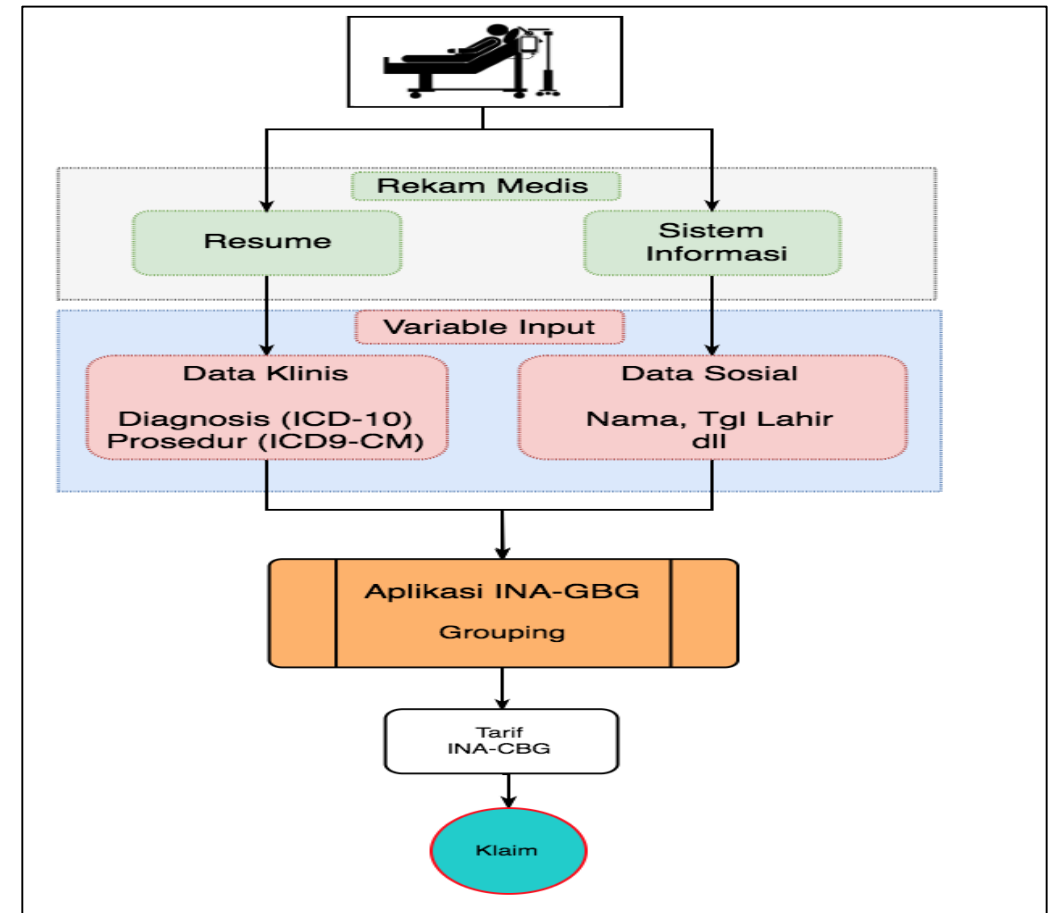 Rekam Medis
Resume
Sistem
Informasi
Variable Input
Data Klinis
Diagnosis (ICD-10)
Prosedur (ICD9-CM)
Data Sosial
Nama, Tgl Lahir
dll
Aplikasi INA-GBG
Grouping
Tarif
INA-CBG
Klaim